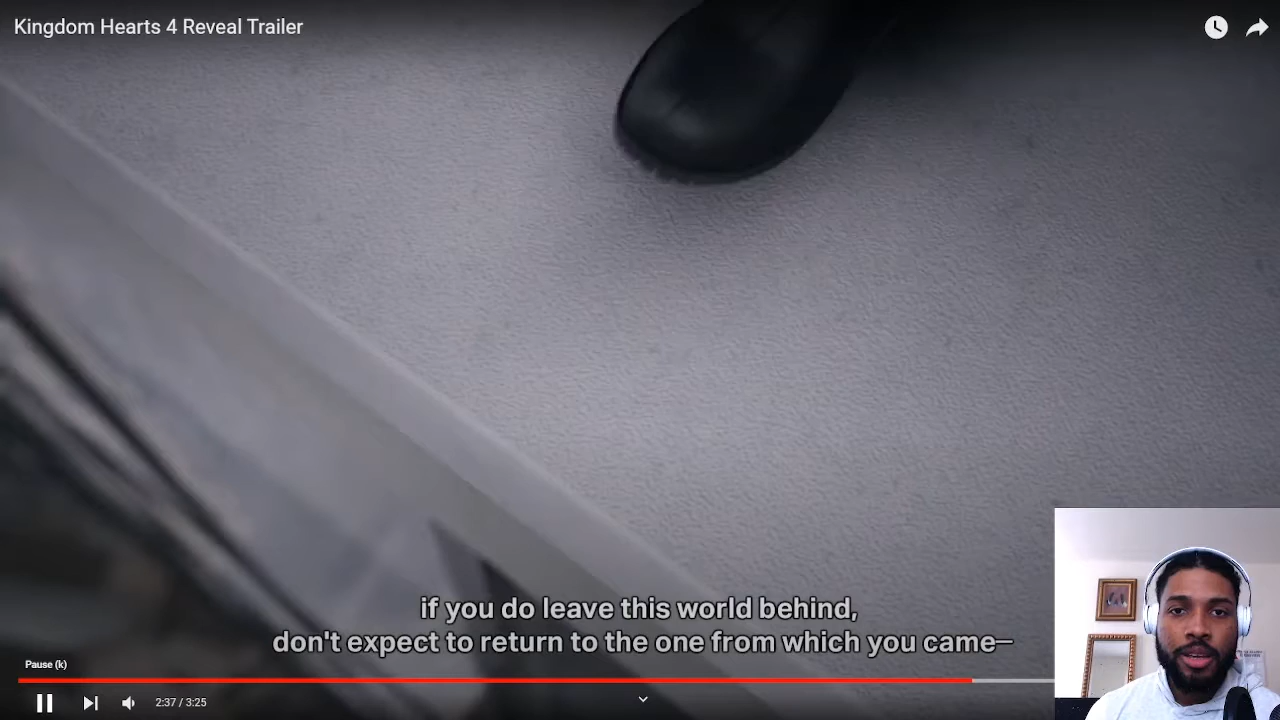 Kingdom Hearts 4 Reveal Trailer
if you do leave this world behind,
don't expect to return to the one from which you came—
Pause (k)
2:37 / 3:25